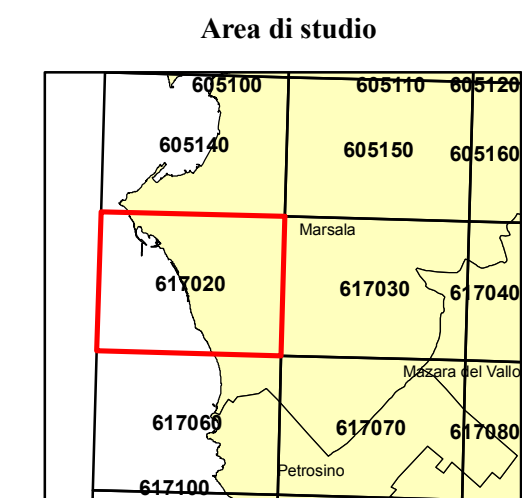 Area di studio
605100 605110 605120
605140 605150 605160
Marsala
617020 617030 617040
Mazara del Vallo
617060 617070 617080
Petrosino
617100